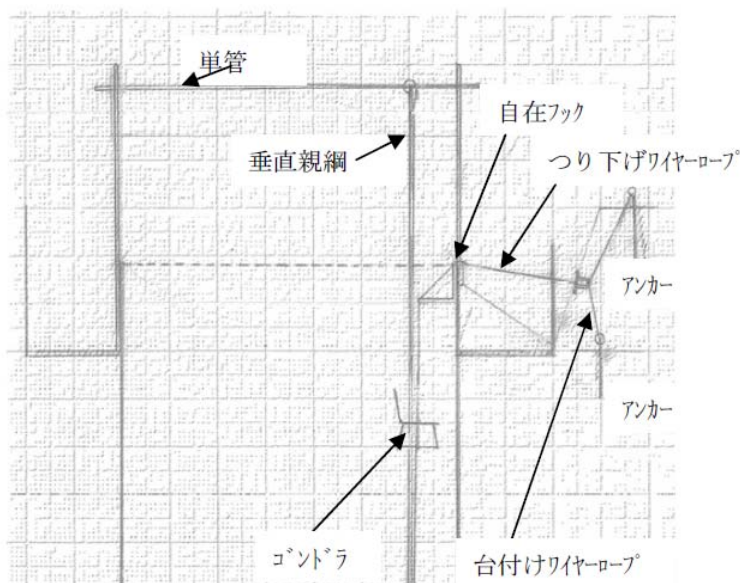 単管
自在ﾌｯｸ
垂直親綱
つり下げﾜｲﾔｰﾛｰﾌﾟ
ｱﾝｶｰ
ｱﾝｶｰ
ｺﾞﾝﾄﾞﾗ
台付けﾜｲﾔｰﾛｰﾌﾟ